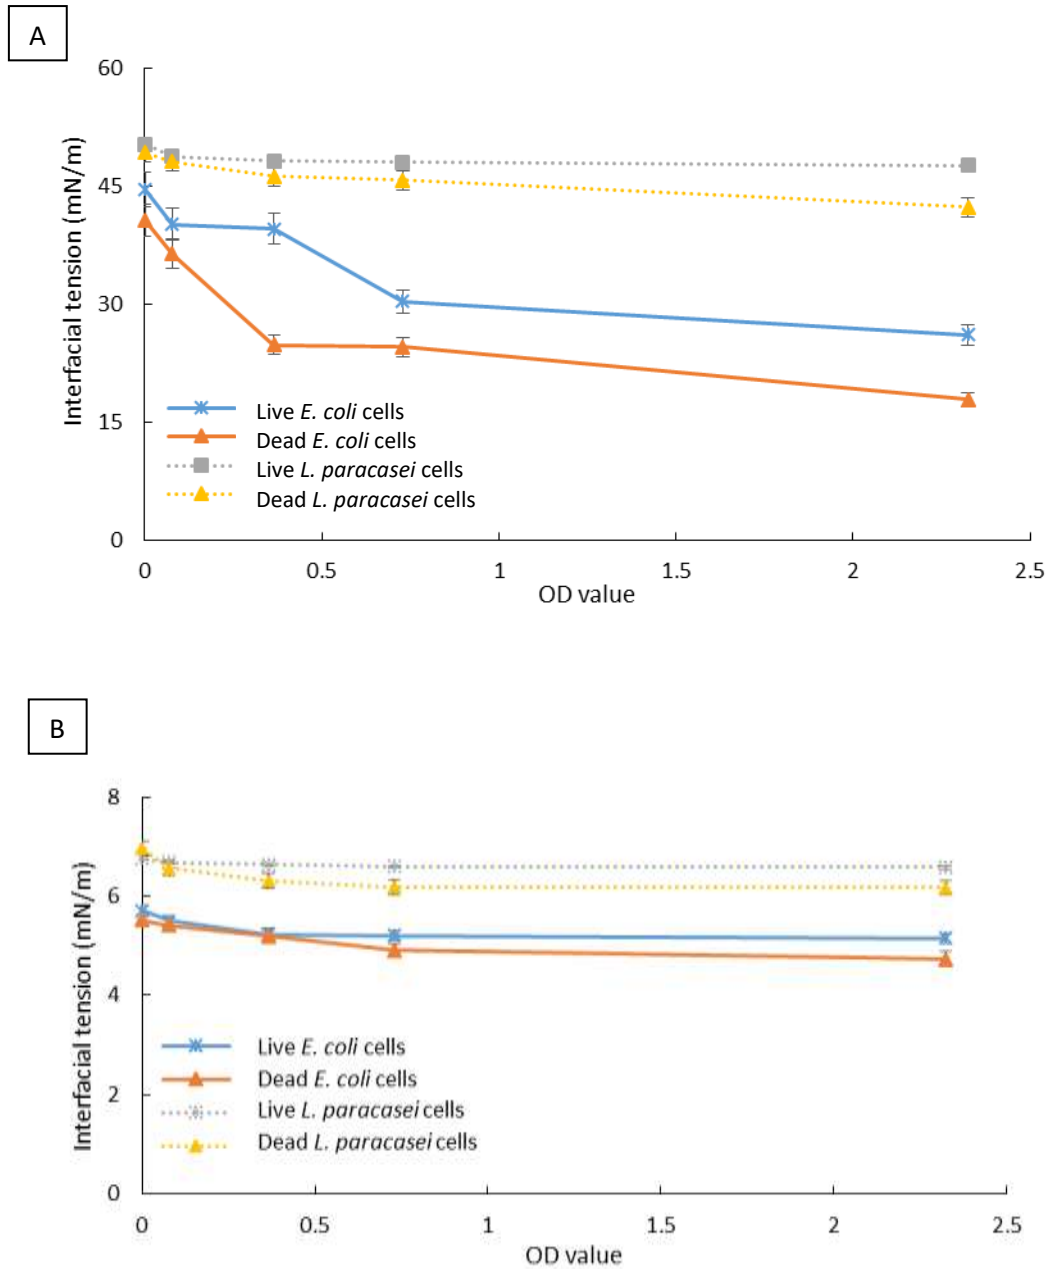 A
60
45
30
15
0
Interfacial tension (mN/m)
Live E. coli cells
Dead E. coli cells
Live L. paracasei cells
Dead L. paracasei cells
0 0.5 1 1.5 2 2.5
OD value
B
8
6
4
2
0
Interfacial tension (mN/m)
Live E. coli cells
Dead E. coli cells
Live L. paracasei cells
Dead L. paracasei cells
0 0.5 1 1.5 2 2.5
OD value